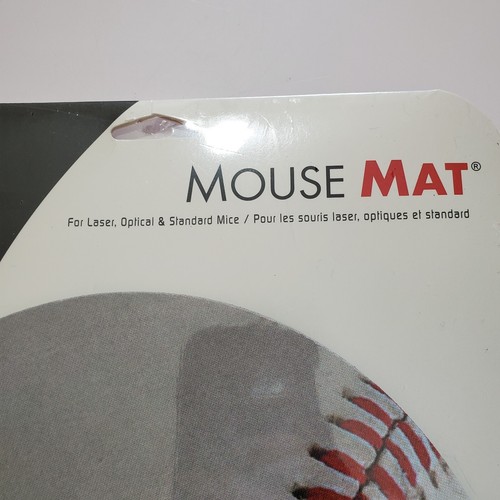 MOUSE MAT®
For Laser, Optical & Standard Mice / Pour les souris laser, optiques et standard